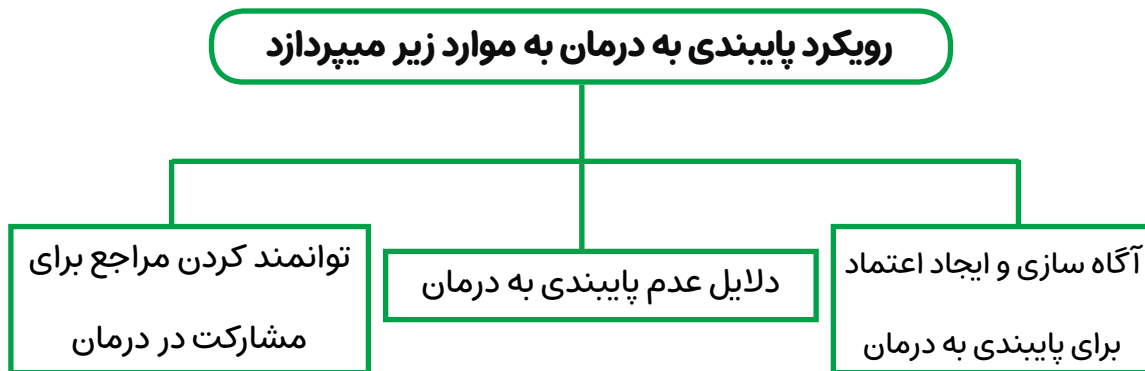 رویکرد پایبندی به درمان به موارد زیر میپردازد
آگاه سازی و ایجاد اعتماد
برای پایبندی به درمان
دلایل عدم پایبندی به درمان
توانمند کردن مراجع برای
مشارکت در درمان